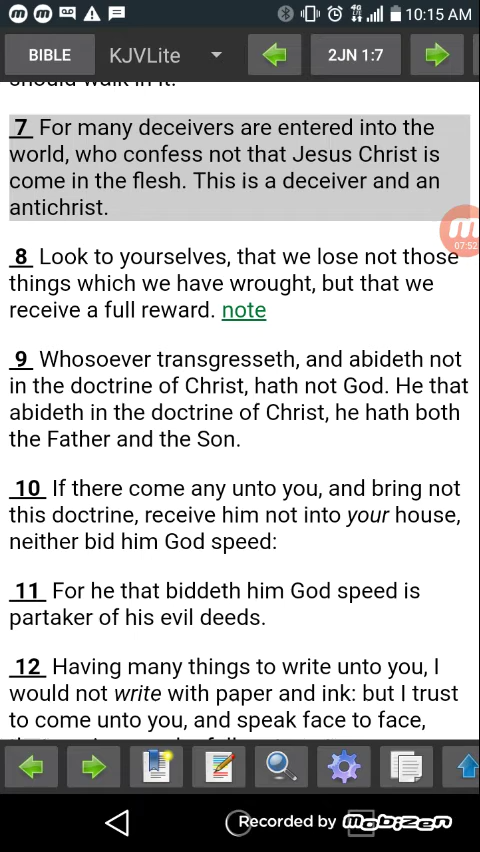 10:15 AM
BIBLE KJVLite 2JN 1:7
should walk in it.
7 For many deceivers are entered into the
world, who confess not that Jesus Christ is
come in the flesh. This is a deceiver and an
antichrist.
07:52
8 Look to yourselves, that we lose not those
things which we have wrought, but that we
receive a full reward. note
9 Whosoever transgresseth, and abideth not
in the doctrine of Christ, hath not God. He that
abideth in the doctrine of Christ, he hath both
the Father and the Son.
10 If there come any unto you, and bring not
this doctrine, receive him not into your house,
neither bid him God speed:
11 For he that biddeth him God speed is
partaker of his evil deeds.
12 Having many things to write unto you, I
would not write with paper and ink: but I trust
to come unto you, and speak face to face,
Recorded by mobizen